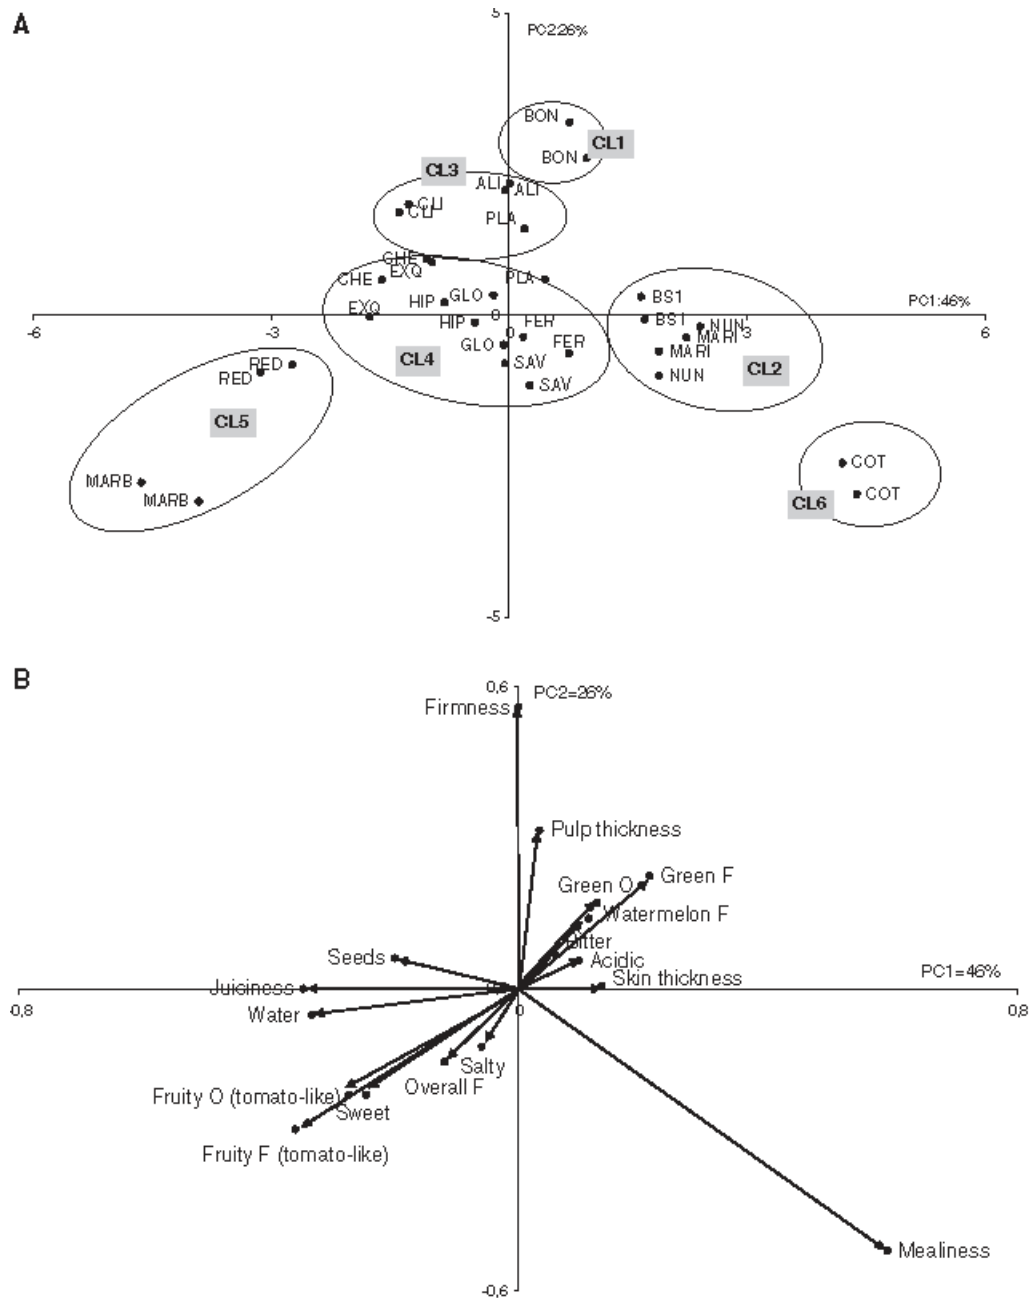 A
5
PC2:26%
BON
CL1
BON
CL3
ALI
ALI
CLI
CLI
PLA
CHE
EXQ
CHE
PLA
EXQ
HIP
GLO
BS1
PC1:46%
HIP
FER
BS1
NUN
MARI
-6
-3
0
0
3
6
GLO
FER
MARI
CL4
SAV
CL2
RED
RED
SAV
NUN
CL5
COT
MARB
MARB
COT
CL6
-5
B
0,6
PC2=26%
Firmness
Pulp thickness
Green F
Green O
Watermelon F
Bitter
Seeds
Acidic
Skin thickness
PC1=46%
Juiciness
-0,8
0
0,8
Water
Salty
Overall F
Fruity O (tomato-like)
Sweet
Fruity F (tomato-like)
Mealiness
-0,6